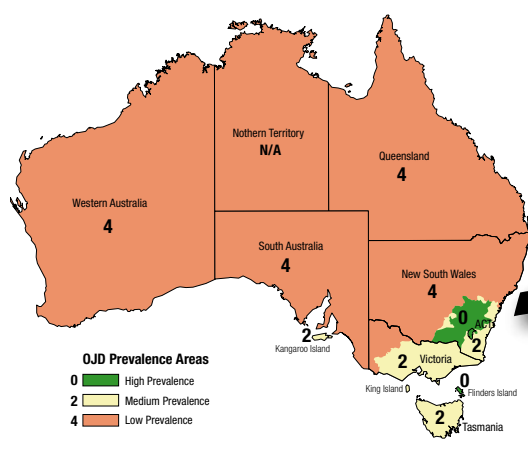 Nothern Territory
N/A
Queensland
4
Western Australia
4
South Australia
4
New South Wales
4
0
ACT
2
2
Kangaroo Island
2
Victoria
King Island
0
Flinders Island
2
Tasmania
OJD Prevalence Areas
0 High Prevalence
2 Medium Prevalence
4 Low Prevalence